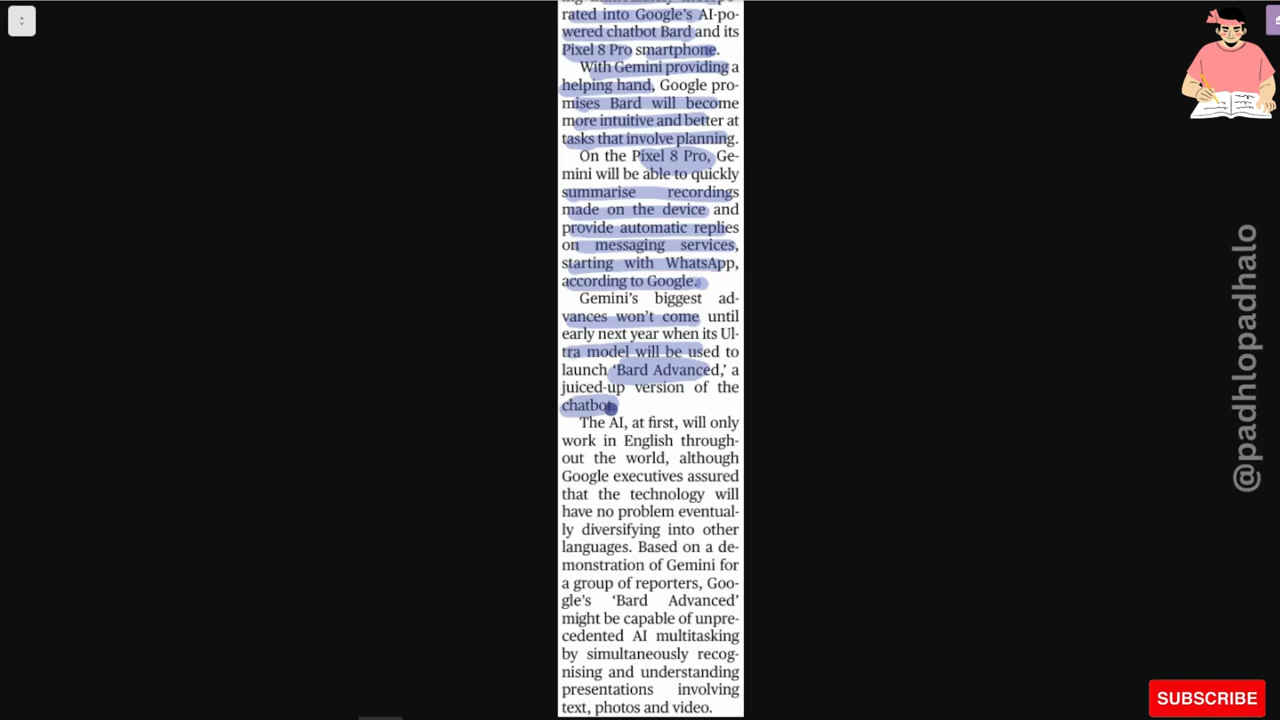 rated into Google's AI-po-
wered chatbot Bard and its
Pixel 8 Pro smartphone.
With Gemini providing a
helping hand, Google pro-
mises Bard will become
more intuitive and better at
tasks that involve planning.
On the Pixel 8 Pro, Ge-
mini will be able to quickly
summarise recordings
made on the device and
provide automatic replies
on messaging services,
starting with WhatsApp,
according to Google.
Gemini's biggest ad-
vances won't come until
early next year when its Ul-
tra model will be used to
launch 'Bard Advanced,' a
juiced-up version of the
chatbot.
The AI, at first, will only
work in English through-
out the world, although
Google executives assured
that the technology will
have no problem eventual-
ly diversifying into other
languages. Based on a de-
monstration of Gemini for
a group of reporters, Goo-
gle's 'Bard Advanced'
might be capable of unpre-
cedented AI multitasking
by simultaneously recog-
nising and understanding
presentations involving
text, photos and video.
@padhlopadhalo
SUBSCRIBE